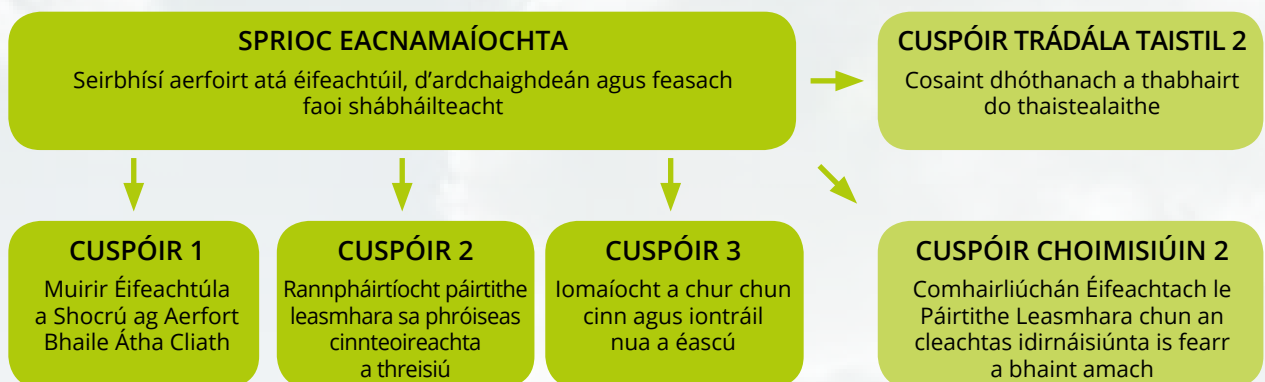 SPRIOC EACNAMAÍOCHTA
Seirbhísí aerfoirt atá éifeachtúil, d'ardchaighdeán agus feasach
faoi shábháilteacht
CUSPÓIR TRÁDÁLA TAISTIL 2
Cosaint dhóthanach a thabhairt
do thaistealaithe
CUSPÓIR 1
Muirir Éifeachtúla
a Shocrú ag Aerfort
Bhaile Átha Cliath
CUSPÓIR 2
Rannpháirtíocht páirtithe
leasmhara sa phróiseas
cinnteoireachta
a threisiú
CUSPÓIR 3
Iomaíocht a chur chun
cinn agus iontráil
nua a éascú
CUSPÓIR CHOIMISIÚIN 2
Comhairliúchán Éifeachtach le
Páirtithe Leasmhara chun an
cleachtas idirnáisiúnta is fearr
a bhaint amach